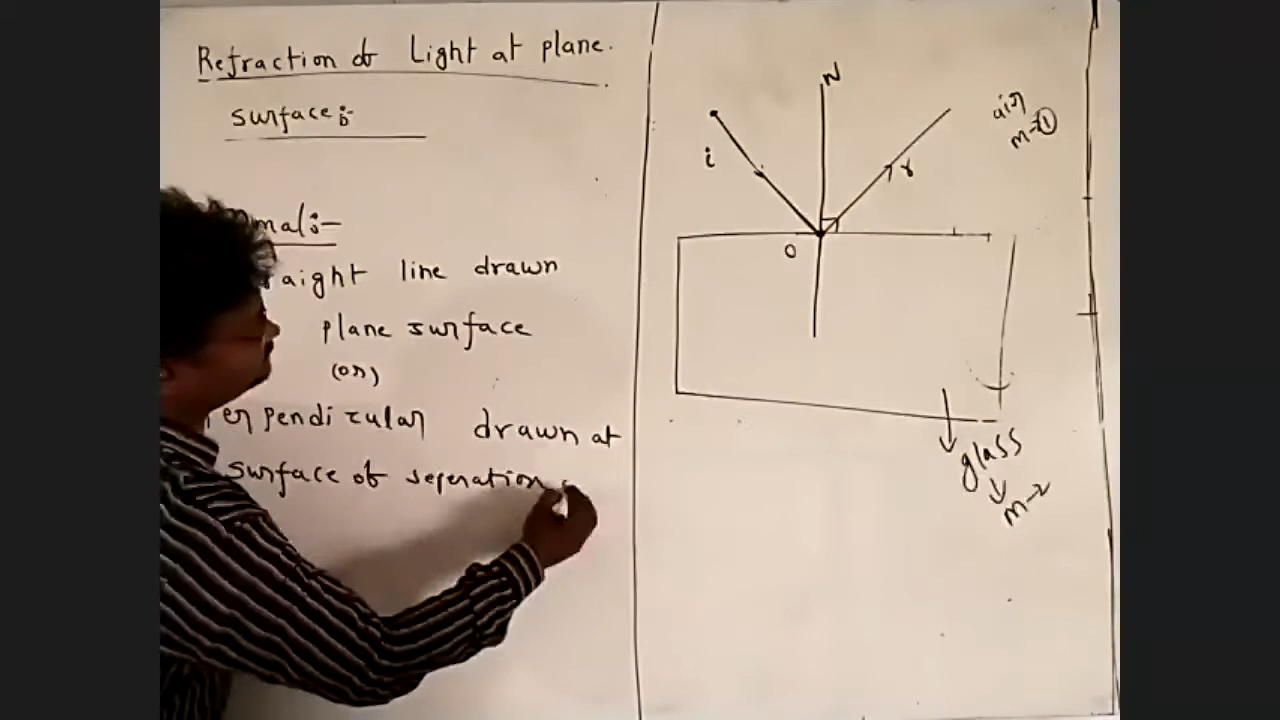 Refraction of Light at plane.
surface:-
mal:-
aight line drawn
plane surface
(or)
erpendicular drawn at
surface of seperation
N
i
r
O
air
m-1
glass
m-2